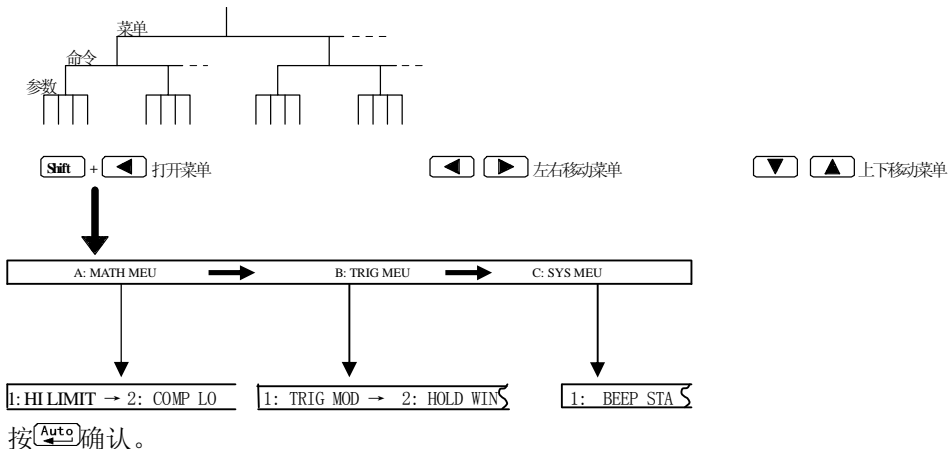 菜单
命令
参数
Shift + ◀ 打开菜单 ◀ ▶ 左右移动菜单 ▼ ▲ 上下移动菜单
A: MATH MEU B: TRIG MEU C: SYS MEU
1: HI LIMIT → 2: COMP LO 1: TRIG MOD → 2: HOLD WIN 1: BEEP STA
按Auto确认。